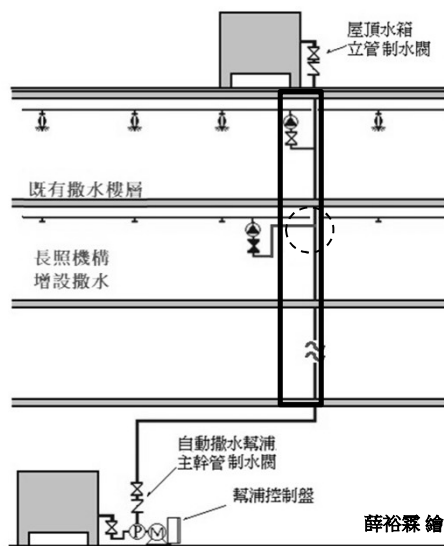 屋頂水箱
立管制水閥
既有撒水樓層
長照機構
增設撒水
自動撒水幫浦
主幹管制水閥
幫浦控制盤
P
M
薛裕霖 繪